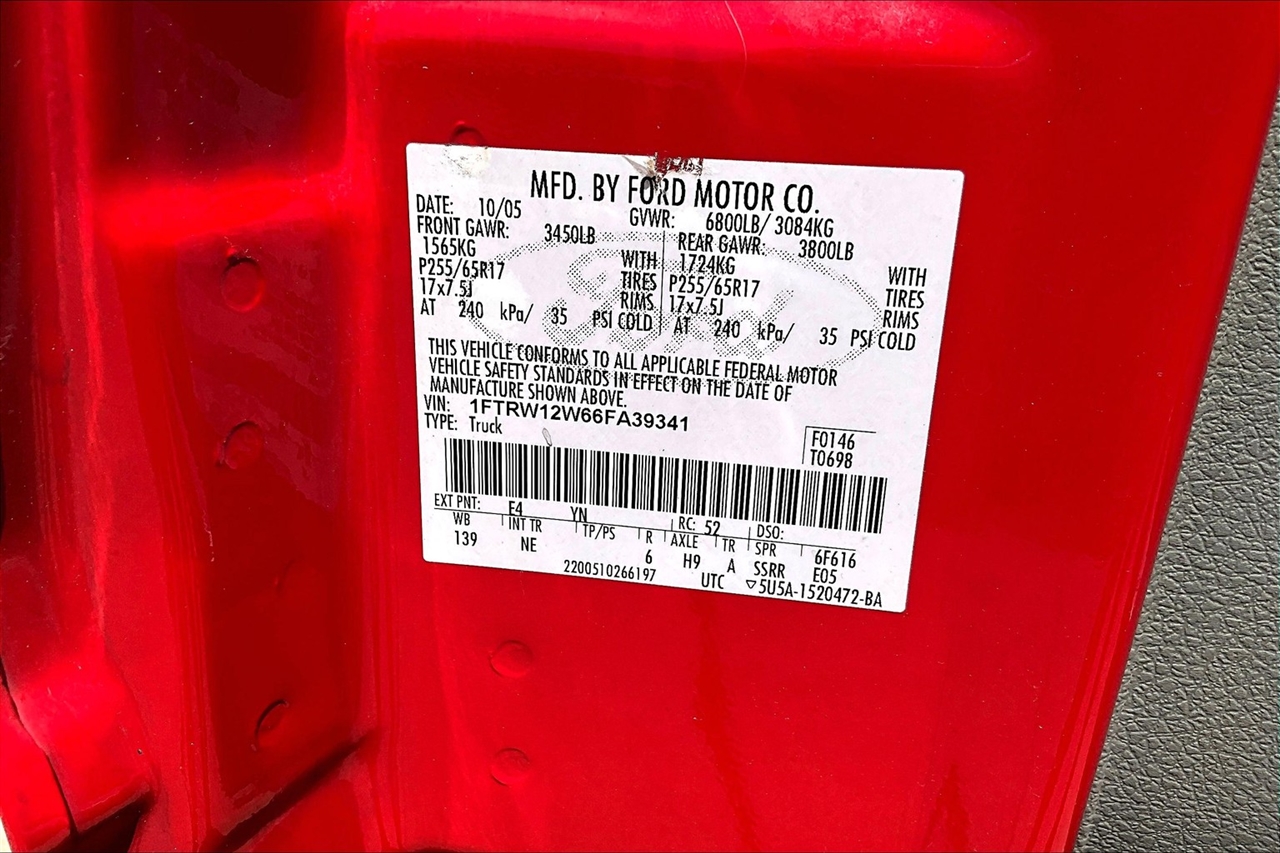 MFD. BY FORD MOTOR CO.
DATE: 10/05 GVWR: 6800LB/ 3084KG
FRONT GAWR: 3450LB REAR GAWR: 3800LB
1565KG WITH 1724KG WITH
P255/65R17 TIRES P255/65R17 TIRES
17x7.5J RIMS 17x7.5J RIMS
AT 240 kPa/ 35 PSI COLD AT 240 kPa/ 35 PSI COLD
Ford
THIS VEHICLE CONFORMS TO ALL APPLICABLE FEDERAL MOTOR
VEHICLE SAFETY STANDARDS IN EFFECT ON THE DATE OF
MANUFACTURE SHOWN ABOVE.
VIN: 1FTRW12W66FA39341
TYPE: Truck
F0146
T0698
EXT PNT: E4 YN RC: 52 DSO:
WB INT TR TP/PS R AXLE TR SPR 6F616
139 NE 6 H9 A SSRR E05
2200510266197 UTC ▽5U5A-1520472-BA